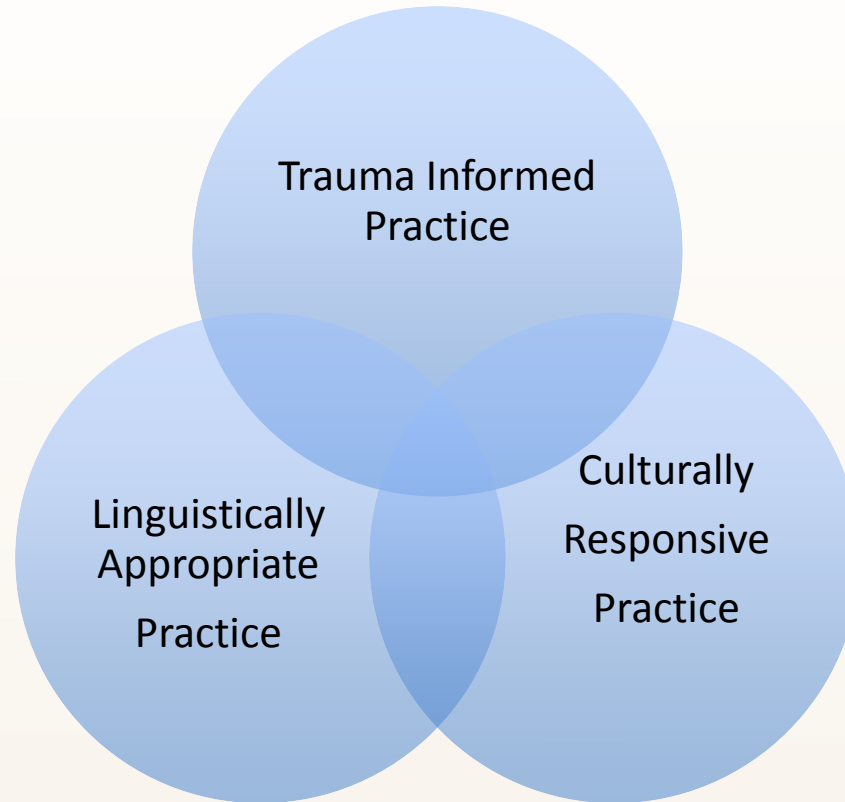 Trauma Informed
Practice
Linguistically
Appropriate
Practice
Culturally
Responsive
Practice